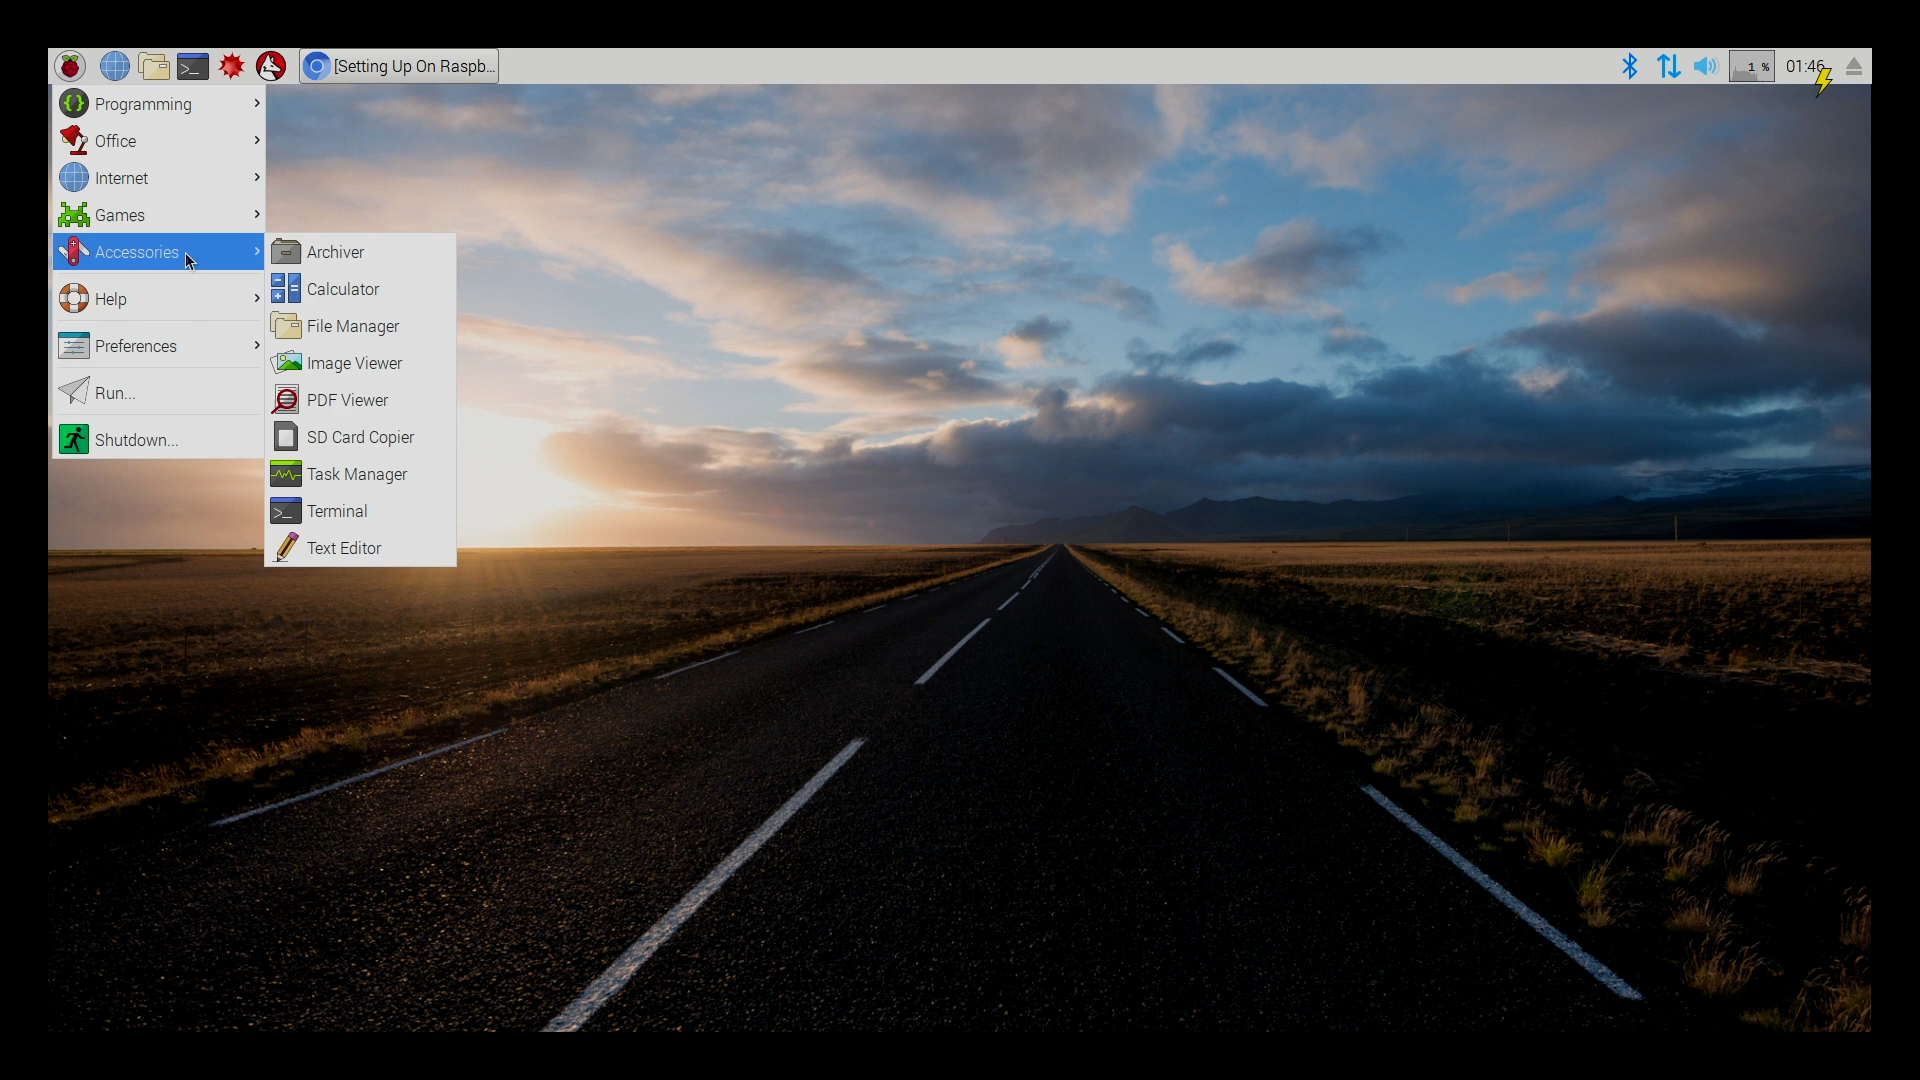 [Setting Up On Raspb...
1 %
01:46
Programming
Office
Internet
Games
Accessories
Help
Preferences
Run...
Shutdown...
Archiver
Calculator
File Manager
Image Viewer
PDF Viewer
SD Card Copier
Task Manager
Terminal
Text Editor